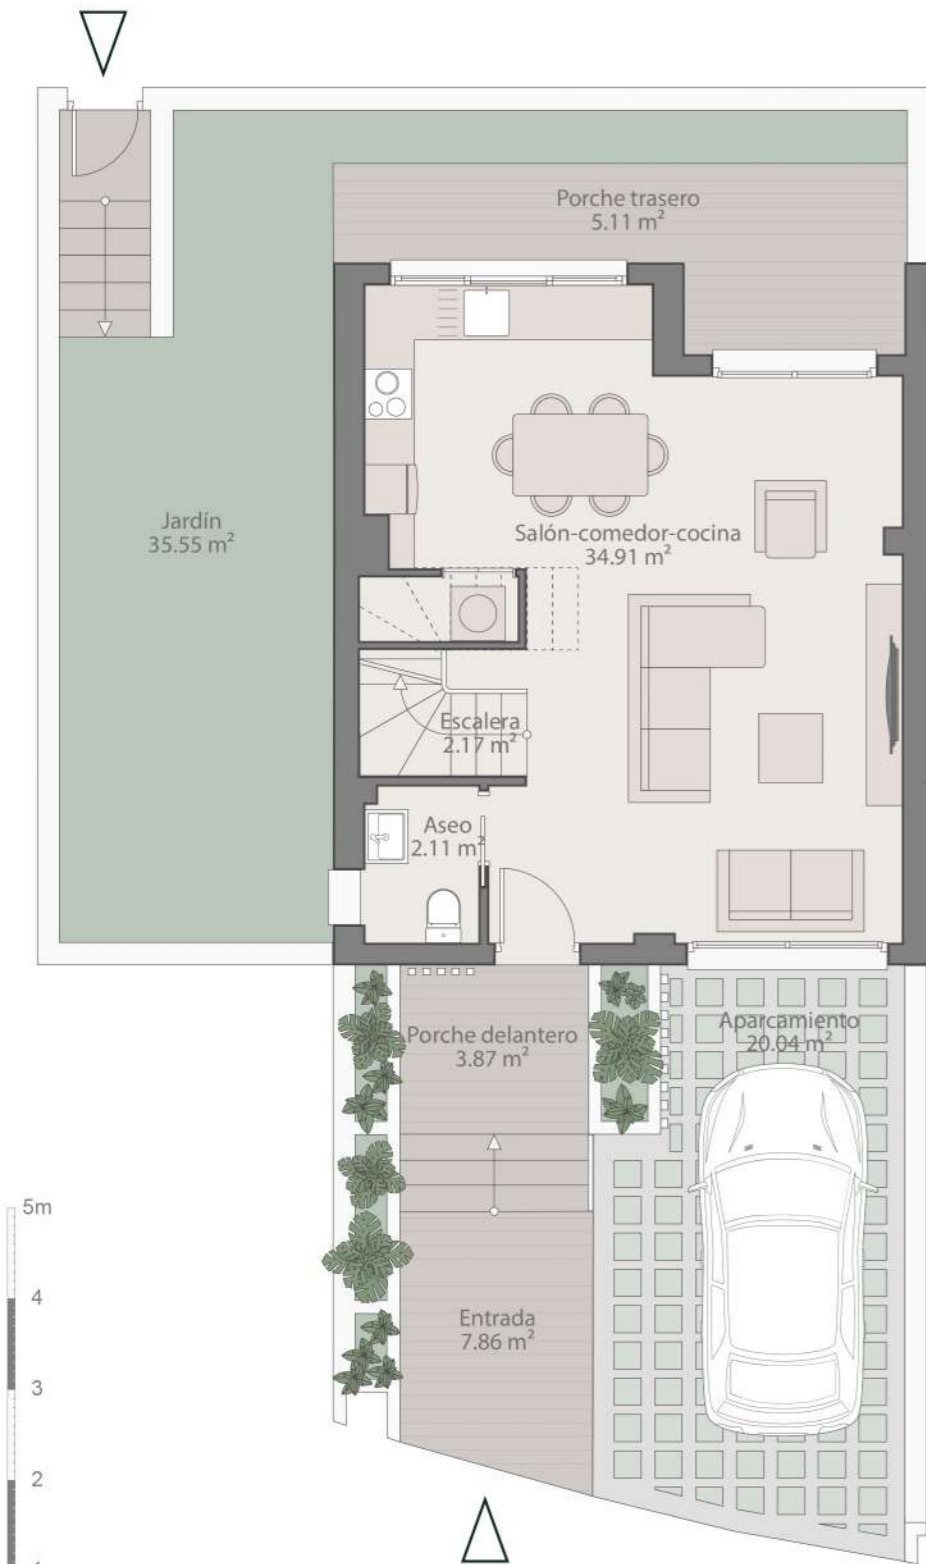 Porche trasero
5.11 m²
Jardín
35.55 m²
Salón-comedor-cocina
34.91 m²
Escalera
2.17 m²
Aseo
2.11 m²
Porche delantero
3.87 m²
Aparcamiento
20.04 m²
Entrada
7.86 m²
5m
4
3
2